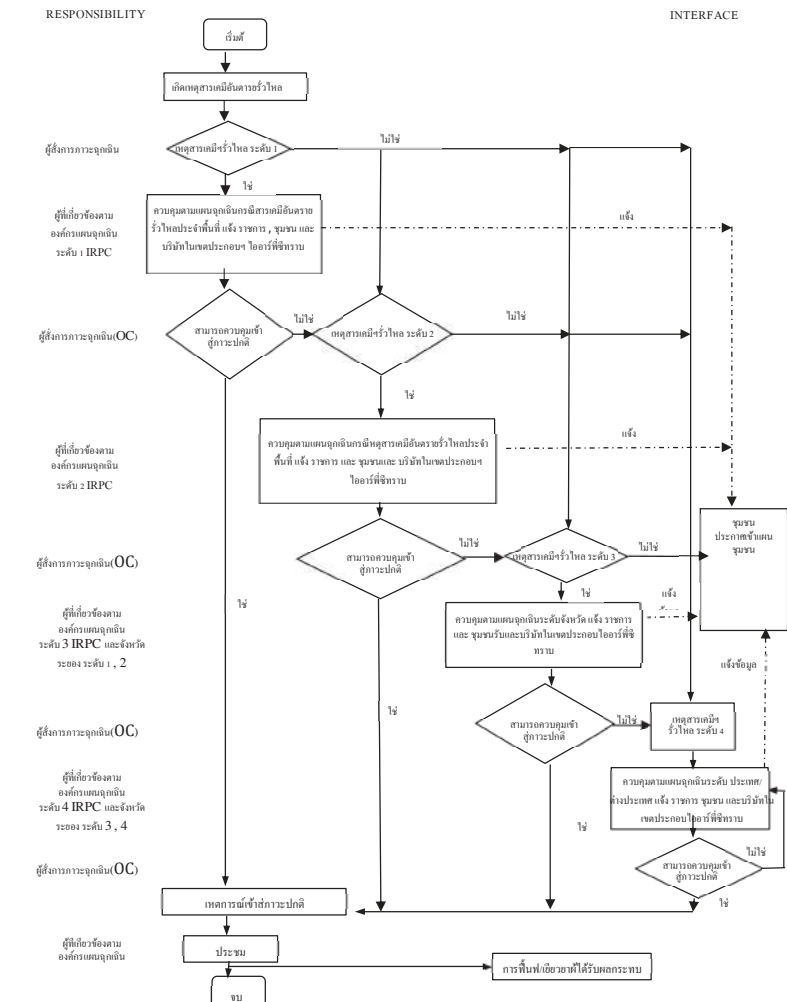 RESPONSIBILITY
INTERFACE
เริ่มต้
เกิดเหตุสารเคมีอันตารยรั่วไหล
ผู้สั่งการภาวะฉุกเฉิน
เหตุสารเคมีฯรั่วไหล ระดับ 1
ไม่ใช่
ใช่
ผู้ที่เกี่ยวข้องตาม
องค์กรแผนฉุกเฉิน
ระดับ 1 IRPC
ควบคุมตามแผนฉุกเฉินกรณีสารเคมีอันตราย
รั่วไหลประจำพื้นที่ แจ้ง ราชการ , ชุมชน และ
บริษัทในเขตประกอบฯ ไออาร์พีซีทราบ
แจ้ง
ผู้สั่งการภาวะฉุกเฉิน(OC)
สามารถควบคุมเข้า
สู่ภาวะปกติ
ไม่ใช่
เหตุสารเคมีฯรั่วไหล ระดับ 2
ไม่ใช่
ใช่
ผู้ที่เกี่ยวข้องตาม
องค์กรแผนฉุกเฉิน
ระดับ 2 IRPC
ควบคุมตามแผนฉุกเฉินกรณีหตุสารเคมีอันตรายรั่วไหลประจำ
พื้นที่ แจ้ง ราชการ และ ชุมชนและ บริษัทในเขตประกอบฯ
ไออาร์พีซีทราบ
แจ้ง
ชุมชน
ประกาศเข้าแผน
ชุมชน
ผู้สั่งการภาวะฉุกเฉิน(OC)
สามารถควบคุมเข้า
สู่ภาวะปกติ
ไม่ใช่
เหตุสารเคมีฯรั่วไหล ระดับ 3
ไม่ใช่
ใช่
ใช่
แจ้ง
ผู้ที่เกี่ยวข้องตาม
องค์กรแผนฉุกเฉิน
ระดับ 3 IRPC และจังหวัด
ระยอง ระดับ 1 , 2
ควบคุมตามแผนฉุกเฉินระดับจังหวัด แจ้ง ราชการ
และ ชุมชนรับและบริษัทในเขตประกอบไออาร์พีซี
ทราบ
แจ้งข้อมูล
ใช่
ผู้สั่งการภาวะฉุกเฉิน(OC)
สามารถควบคุมเข้า
สู่ภาวะปกติ
ไม่ใช่
เหตุสารเคมีฯ
รั่วไหล ระดับ 4
ผู้ที่เกี่ยวข้องตาม
องค์กรแผนฉุกเฉิน
ระดับ 4 IRPC และจังหวัด
ระยอง ระดับ 3 , 4
ควบคุมตามแผนฉุกเฉินระดับ ประเทศ/
ต่างประเทศ แจ้ง ราชการ ชุมชน และบริษัทใน
เขตประกอบไออาร์พีซีทราบ
ใช่
ผู้สั่งการภาวะฉุกเฉิน(OC)
สามารถควบคุมเข้า
สู่ภาวะปกติ
ไม่ใช่
ใช่
เหตการณ์เข้าสู่ภาวะปกติ
ผู้ที่เกี่ยวข้องตาม
องค์กรแผนฉุกเฉิน
ประชม
การฟื้นฟู/เยียวยาผู้ได้รับผลกระทบ
จบ